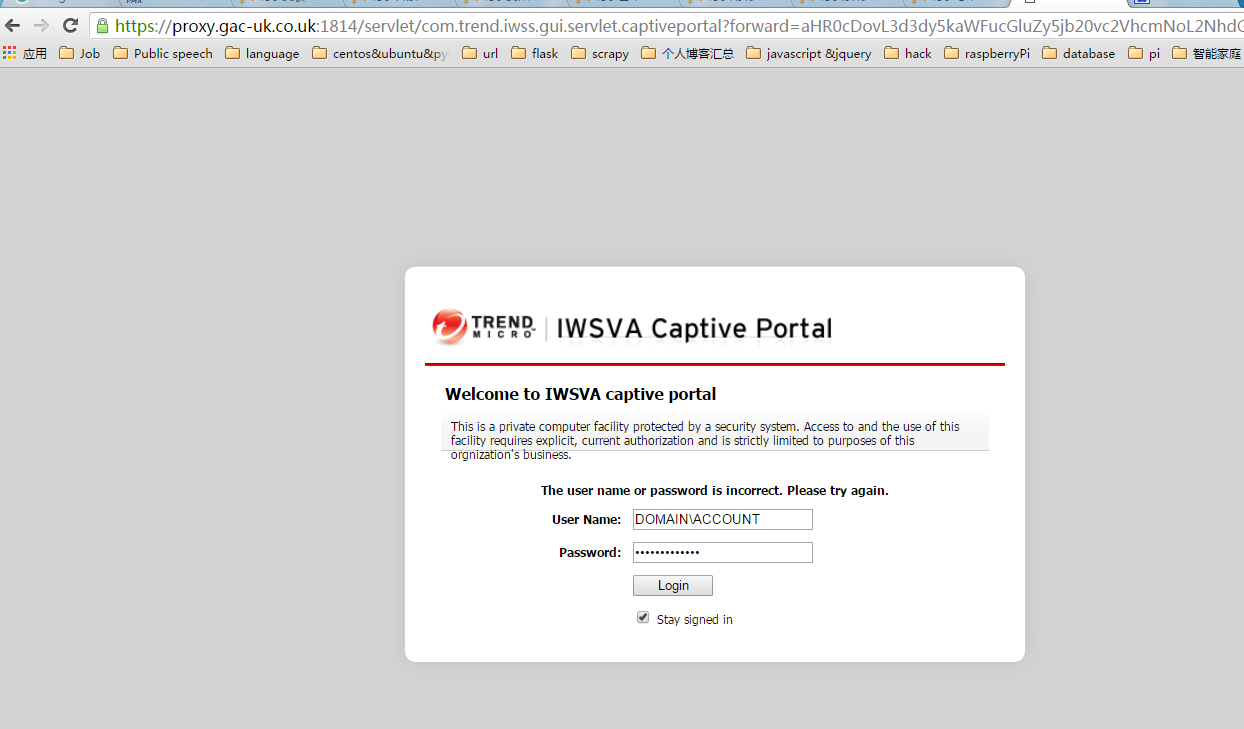 https://proxy.gac-uk.co.uk:1814/servlet/com.trend.iwss.gui.servlet.captiveportal?forward=aHR0cDovL3d3dy5kaWFucGluZy5jb20vc2VhcmNoL2NhdG
应用 Job Public speech language centos&ubuntu&py url flask scrapy 个人博客汇总 javascript &jquery hack raspberryPi database pi 智能家庭
TREND MICRO | IWSVA Captive Portal
Welcome to IWSVA captive portal
This is a private computer facility protected by a security system. Access to and the use of this
facility requires explicit, current authorization and is strictly limited to purposes of this
orgnization's business.
The user name or password is incorrect. Please try again.
User Name: DOMAIN\ACCOUNT
Password: •••••••••••••
Login
Stay signed in